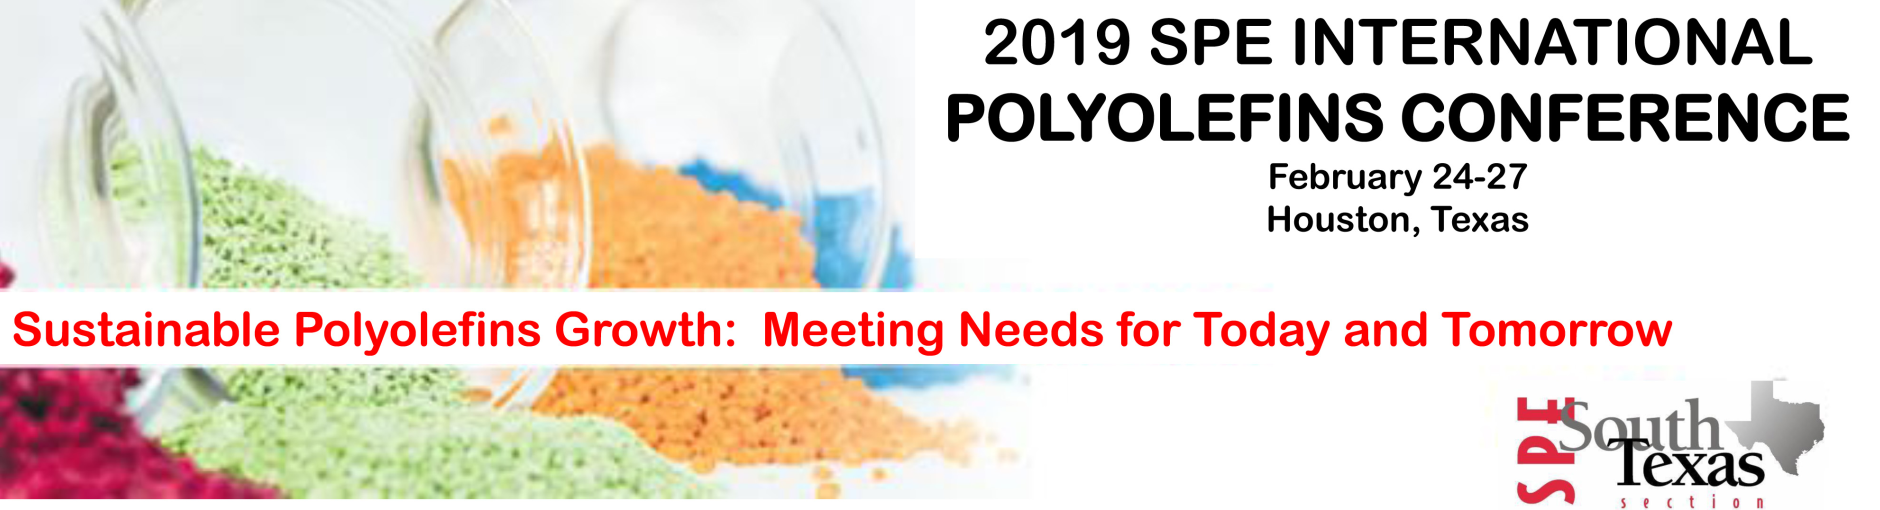 2019 SPE INTERNATIONAL
POLYOLEFINS CONFERENCE
February 24-27
Houston, Texas
Sustainable Polyolefins Growth:  Meeting Needs for Today and Tomorrow
SPE
South
Texas
section